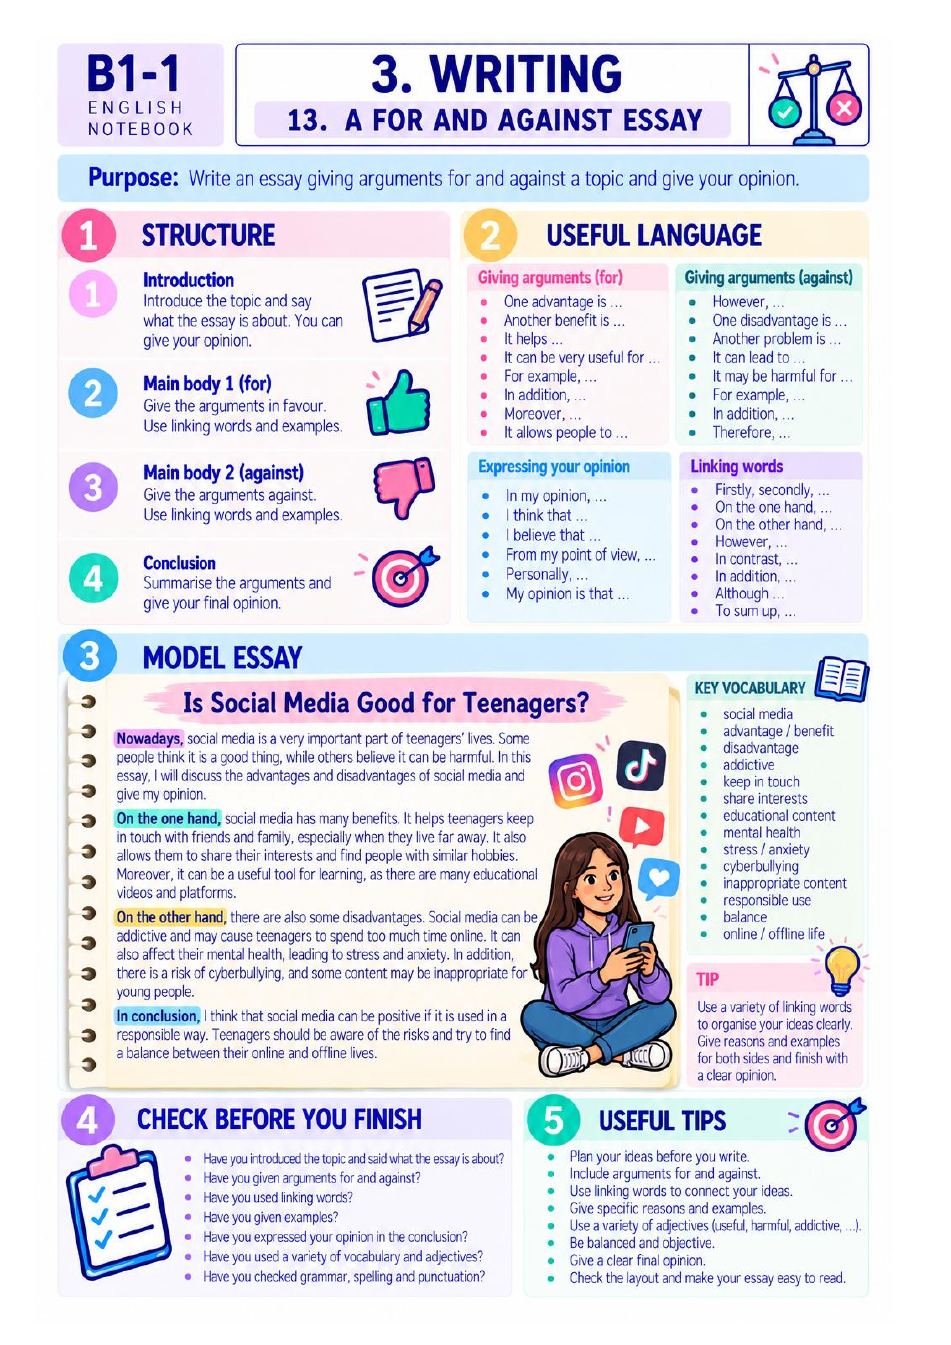 B1-1
ENGLISH
NOTEBOOK
3. WRITING
13. A FOR AND AGAINST ESSAY
Purpose: Write an essay giving arguments for and against a topic and give your opinion.
1 STRUCTURE
1
Introduction
Introduce the topic and say
what the essay is about. You can
give your opinion.
2
Main body 1 (for)
Give the arguments in favour.
Use linking words and examples.
3
Main body 2 (against)
Give the arguments against.
Use linking words and examples.
4
Conclusion
Summarise the arguments and
give your final opinion.
2 USEFUL LANGUAGE
Giving arguments (for)
• One advantage is ...
• Another benefit is ...
• It helps ...
• It can be very useful for ...
• For example, ...
• In addition, ...
• Moreover, ...
• It allows people to ...
Giving arguments (against)
• However, ...
• One disadvantage is ...
• Another problem is ...
• It can lead to ...
• It may be harmful for ...
• For example, ...
• In addition, ...
• Therefore, ...
Expressing your opinion
• In my opinion, ...
• I think that ...
• I believe that ...
• From my point of view, ...
• Personally, ...
• My opinion is that ...
Linking words
• Firstly, secondly, ...
• On the one hand, ...
• On the other hand, ...
• However, ...
• In contrast, ...
• In addition, ...
• Although ...
• To sum up, ...
3 MODEL ESSAY
Is Social Media Good for Teenagers?
Nowadays, social media is a very important part of teenagers' lives. Some
people think it is a good thing, while others believe it can be harmful. In this
essay, I will discuss the advantages and disadvantages of social media and
give my opinion.
On the one hand, social media has many benefits. It helps teenagers keep
in touch with friends and family, especially when they live far away. It also
allows them to share their interests and find people with similar hobbies.
Moreover, it can be a useful tool for learning, as there are many educational
videos and platforms.
On the other hand, there are also some disadvantages. Social media can be
addictive and may cause teenagers to spend too much time online. It can
also affect their mental health, leading to stress and anxiety. In addition,
there is a risk of cyberbullying, and some content may be inappropriate for
young people.
In conclusion, I think that social media can be positive if it is used in a
responsible way. Teenagers should be aware of the risks and try to find
a balance between their online and offline lives.
KEY VOCABULARY
• social media
• advantage / benefit
• disadvantage
• addictive
• keep in touch
• share interests
• educational content
• mental health
• stress / anxiety
• cyberbullying
• inappropriate content
• responsible use
• balance
• online / offline life
TIP
Use a variety of linking words
to organise your ideas clearly.
Give reasons and examples
for both sides and finish with
a clear opinion.
4 CHECK BEFORE YOU FINISH
• Have you introduced the topic and said what the essay is about?
• Have you given arguments for and against?
• Have you used linking words?
• Have you given examples?
• Have you expressed your opinion in the conclusion?
• Have you used a variety of vocabulary and adjectives?
• Have you checked grammar, spelling and punctuation?
5 USEFUL TIPS
• Plan your ideas before you write.
• Include arguments for and against.
• Use linking words to connect your ideas.
• Give specific reasons and examples.
• Use a variety of adjectives (useful, harmful, addictive, ...).
• Be balanced and objective.
• Give a clear final opinion.
• Check the layout and make your essay easy to read.